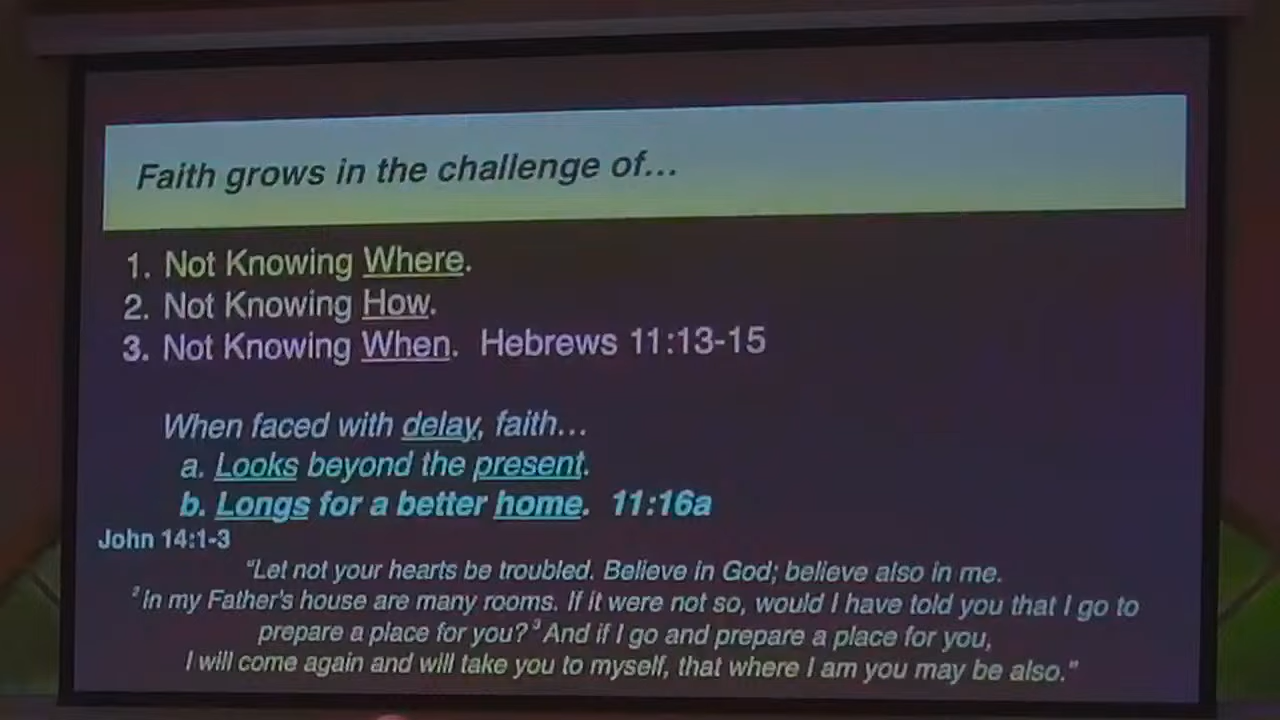 Faith grows in the challenge of...
1. Not Knowing Where.
2. Not Knowing How.
3. Not Knowing When. Hebrews 11:13-15
When faced with delay, faith...
a. Looks beyond the present.
b. Longs for a better home. 11:16a
John 14:1-3
"Let not your hearts be troubled. Believe in God; believe also in me.
² In my Father's house are many rooms. If it were not so, would I have told you that I go to
prepare a place for you? ³ And if I go and prepare a place for you,
I will come again and will take you to myself, that where I am you may be also."